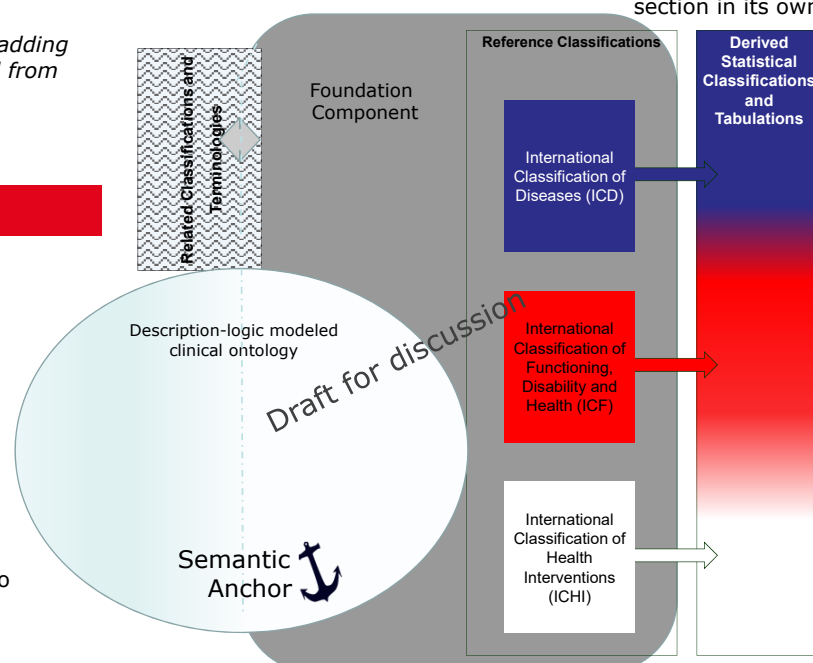 section in its own
adding
from
Related Classifications and
Terminologies
Foundation
Component
Reference Classifications
Derived
Statistical
Classifications
and
Tabulations
International
Classification of
Diseases (ICD)
Description-logic modeled
clinical ontology
Draft for discussion
International
Classification of
Functioning,
Disability and
Health (ICF)
International
Classification of
Health
Interventions
(ICHI)
Semantic
Anchor
o